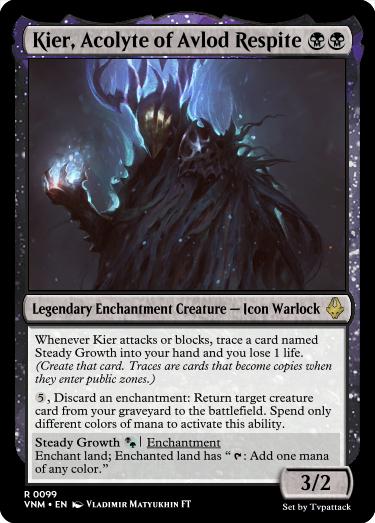 Kier, Acolyte of Avlod Respite
Legendary Enchantment Creature — Icon Warlock
Whenever Kier attacks or blocks, trace a card named
Steady Growth into your hand and you lose 1 life.
(Create that card. Traces are cards that become copies when
they enter public zones.)
5, Discard an enchantment: Return target creature
card from your graveyard to the battlefield. Spend only
different colors of mana to activate this ability.
Steady Growth | Enchantment
Enchant land; Enchanted land has “ : Add one mana
of any color.”
3/2
R 0099
VNM • EN Vladimir Matyukhin FT
Set by Tvpattack